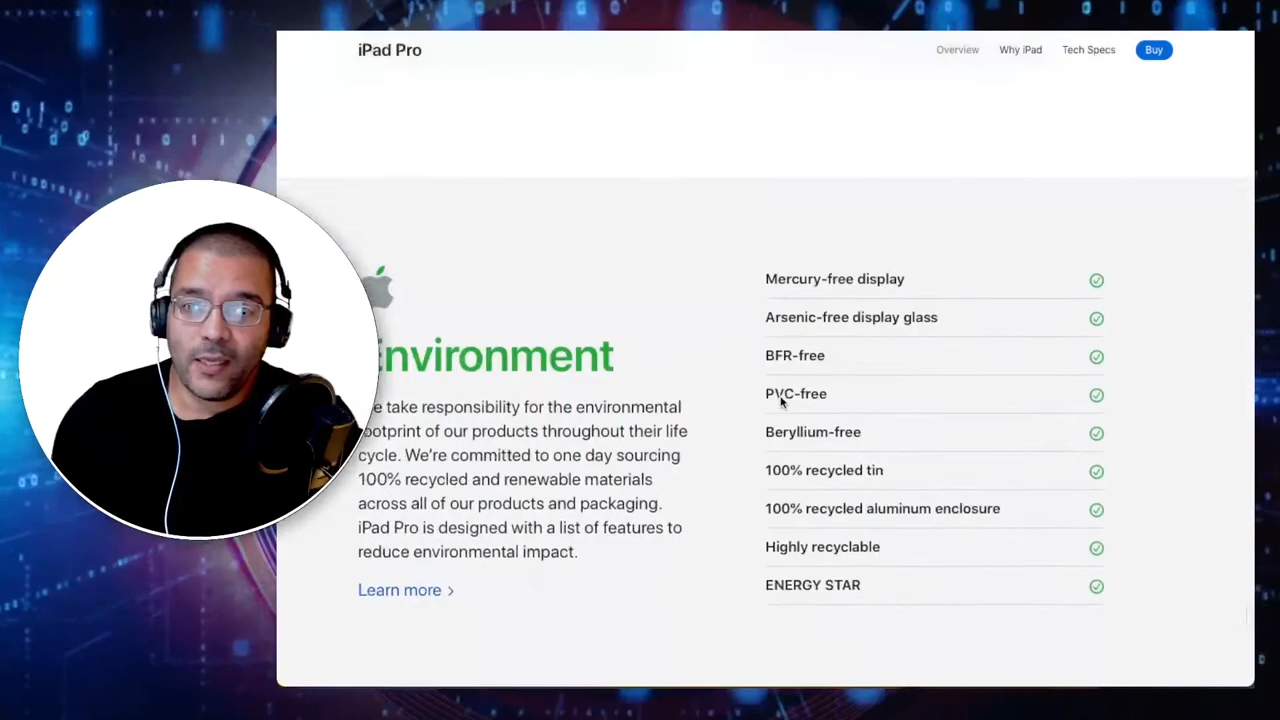 iPad Pro
Overview Why iPad Tech Specs Buy
Environment
take responsibility for the environmental
footprint of our products throughout their life
cycle. We’re committed to one day sourcing
100% recycled and renewable materials
across all of our products and packaging.
iPad Pro is designed with a list of features to
reduce environmental impact.
Learn more >
Mercury-free display
Arsenic-free display glass
BFR-free
PVC-free
Beryllium-free
100% recycled tin
100% recycled aluminum enclosure
Highly recyclable
ENERGY STAR